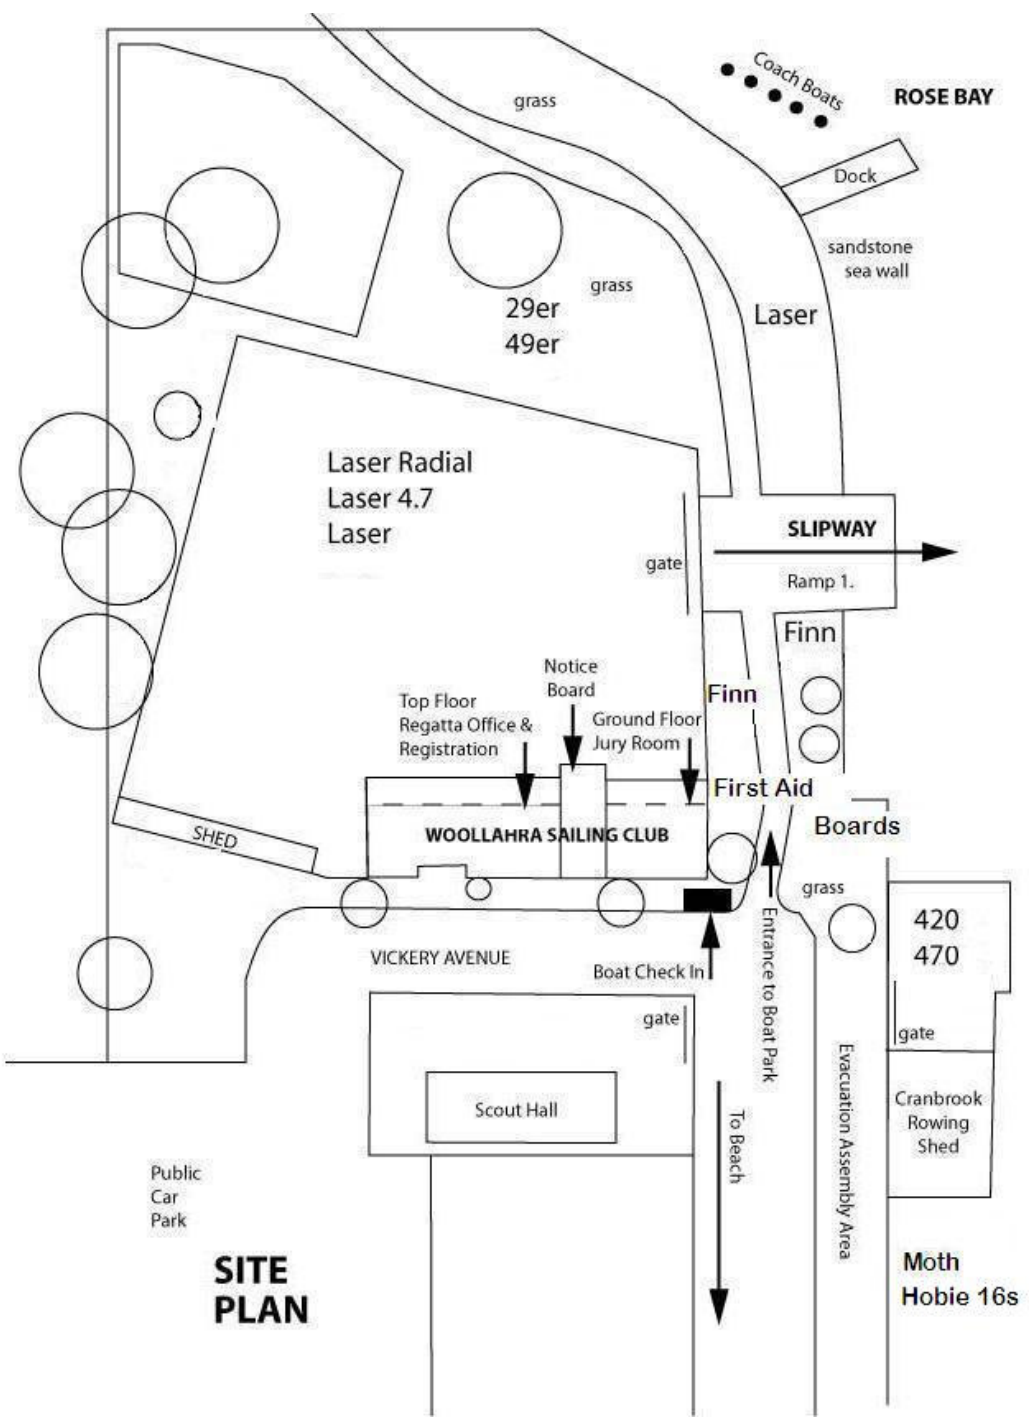 Coach Boats
ROSE BAY
grass
Dock
sandstone
sea wall
grass
29er
49er
Laser
Laser Radial
Laser 4.7
Laser
SLIPWAY
gate
Ramp 1.
Finn
Notice
Board
Finn
Top Floor
Regatta Office &
Registration
Ground Floor
Jury Room
First Aid
Boards
SHED
WOOLLAHRA SAILING CLUB
grass
420
470
VICKERY AVENUE
Boat Check In
Entrance to Boat Park
gate
gate
Evacuation Assembly Area
Scout Hall
To Beach
Cranbrook
Rowing
Shed
Public
Car
Park
SITE
PLAN
Moth
Hobie 16s